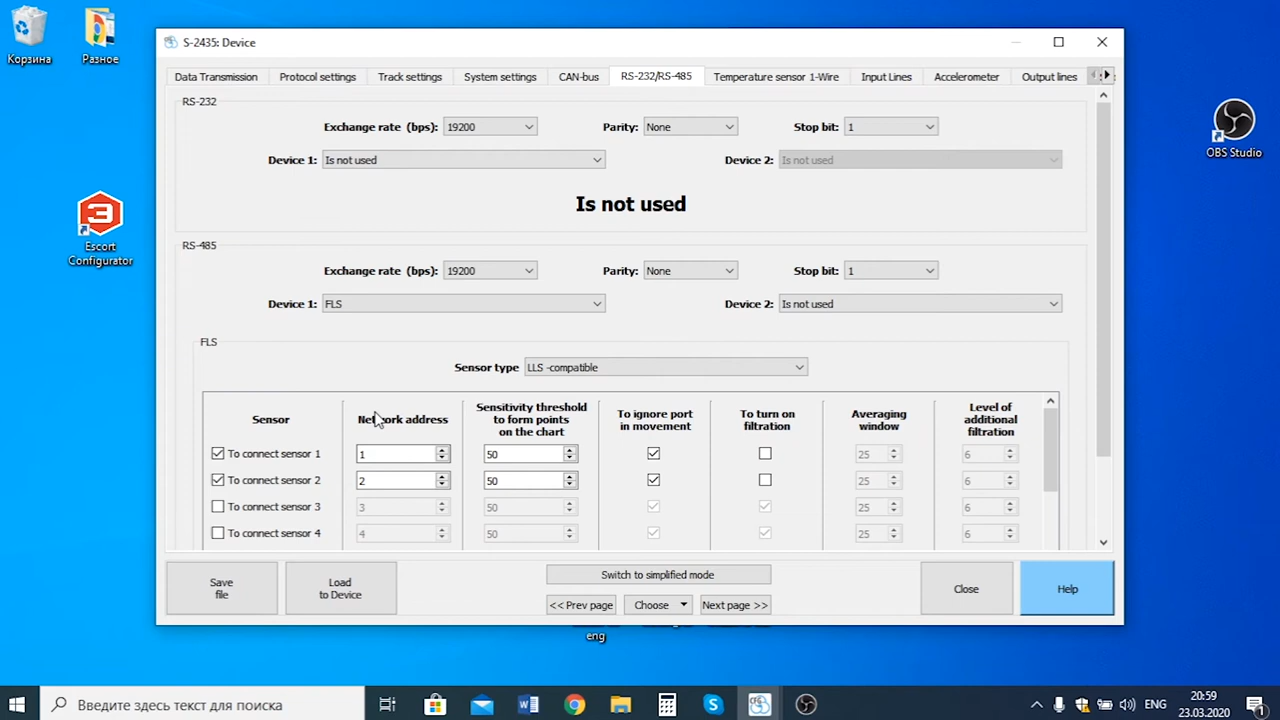 Корзина
Разное
Escort
Configurator
OBS Studio
S-2435: Device
Data Transmission
Protocol settings
Track settings
System settings
CAN-bus
RS-232/RS-485
Temperature sensor 1-Wire
Input Lines
Accelerometer
Output lines
RS-232
Exchange rate (bps): 19200
Parity: None
Stop bit: 1
Device 1: Is not used
Device 2: Is not used
Is not used
RS-485
Exchange rate (bps): 19200
Parity: None
Stop bit: 1
Device 1: FLS
Device 2: Is not used
FLS
Sensor type LLS -compatible
Sensor
Network address
Sensitivity threshold
to form points
on the chart
To ignore port
in movement
To turn on
filtration
Averaging
window
Level of
additional
filtration
To connect sensor 1 1 50 25 6
To connect sensor 2 2 50 25 6
To connect sensor 3 3 50 25 6
To connect sensor 4 4 50 25 6
Save
file
Load
to Device
Switch to simplified mode
<< Prev page
Choose
Next page >>
Close
Help
eng
Введите здесь текст для поиска
ENG
20:59
23.03.2020